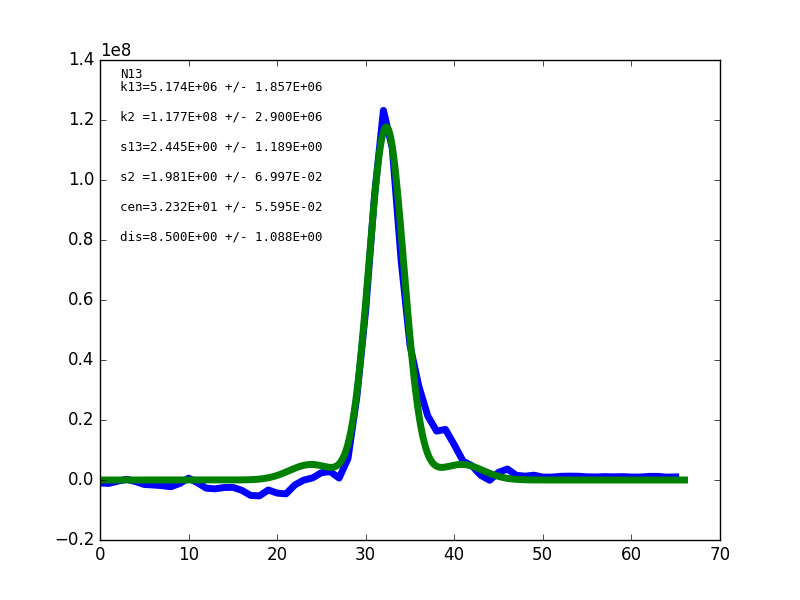 1e8
1.4
1.2
1.0
0.8
0.6
0.4
0.2
0.0
−0.2
N13
k13=5.174E+06 +/- 1.857E+06
k2 =1.177E+08 +/- 2.900E+06
s13=2.445E+00 +/- 1.189E+00
s2 =1.981E+00 +/- 6.997E-02
cen=3.232E+01 +/- 5.595E-02
dis=8.500E+00 +/- 1.088E+00
0 10 20 30 40 50 60 70